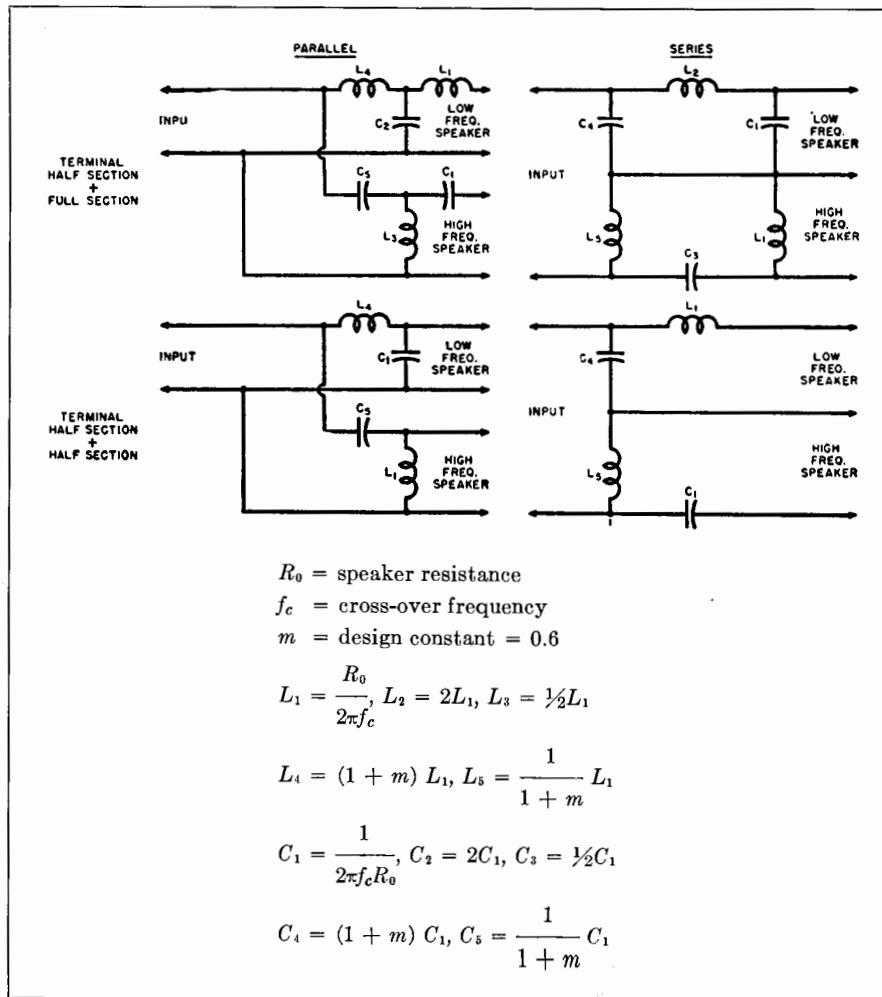 PARALLEL
SERIES
L₄
L₁
L₂
INPU
C₂
LOW
FREQ.
SPEAKER
C₄
C₁
LOW
FREQ.
SPEAKER
TERMINAL
HALF SECTION
+
FULL SECTION
C₅
C₁
INPUT
L₃
HIGH
FREQ.
SPEAKER
L₅
L₁
HIGH
FREQ.
SPEAKER
C₃
L₄
L₁
INPUT
C₁
LOW
FREQ.
SPEAKER
C₄
LOW
FREQ.
SPEAKER
TERMINAL
HALF SECTION
+
HALF SECTION
C₅
INPUT
L₁
HIGH
FREQ.
SPEAKER
L₅
HIGH
FREQ.
SPEAKER
C₁
R₀ = speaker resistance
f_c = cross-over frequency
m = design constant = 0.6
L₁ = R₀/2πf_c, L₂ = 2L₁, L₃ = ½L₁
L₄ = (1 + m) L₁, L₅ = 1/(1 + m) L₁
C₁ = 1/2πf_cR₀, C₂ = 2C₁, C₃ = ½C₁
C₄ = (1 + m) C₁, C₅ = 1/(1 + m) C₁